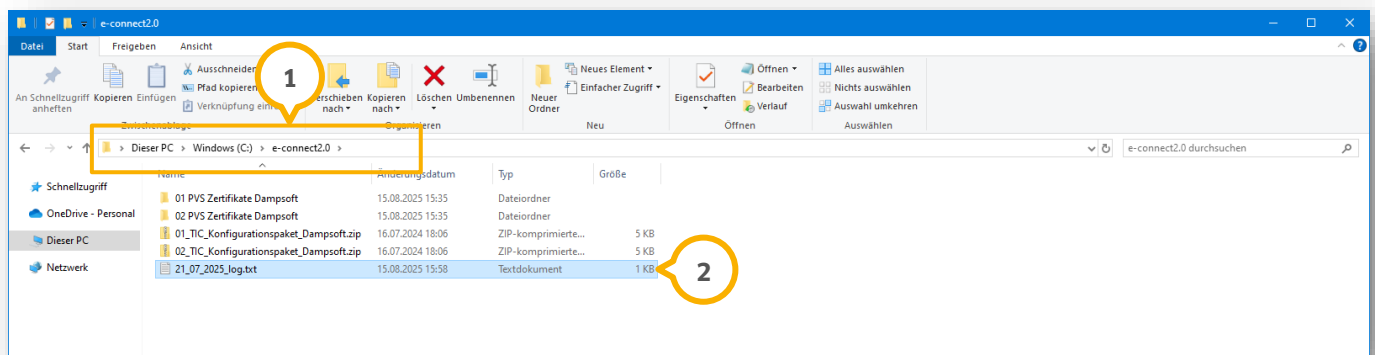 e-connect2.0
Datei Start Freigeben Ansicht
An Schnellzugriff anheften
Kopieren
Einfügen
Ausschneiden
Pfad kopieren
Verknüpfung
Zwischenablage
1
Verschieben nach
Kopieren nach
Löschen
Umbenennen
Organisieren
Neuer Ordner
Neues Element
Einfacher Zugriff
Neu
Eigenschaften
Öffnen
Bearbeiten
Verlauf
Öffnen
Alles auswählen
Nichts auswählen
Auswahl umkehren
Auswählen
Dieser PC > Windows (C:) > e-connect2.0 >
e-connect2.0 durchsuchen
Name Änderungsdatum Typ Größe
Schnellzugriff
OneDrive - Personal
Dieser PC
Netzwerk
01 PVS Zertifikate Dampsoft 15.08.2025 15:35 Dateiordner
02 PVS Zertifikate Dampsoft 15.08.2025 15:35 Dateiordner
01_TIC_Konfigurationspaket_Dampsoft.zip 16.07.2024 18:06 ZIP-komprimierte... 5 KB
02_TIC_Konfigurationspaket_Dampsoft.zip 16.07.2024 18:06 ZIP-komprimierte... 5 KB
21_07_2025_log.txt 15.08.2025 15:58 Textdokument 1 KB
2